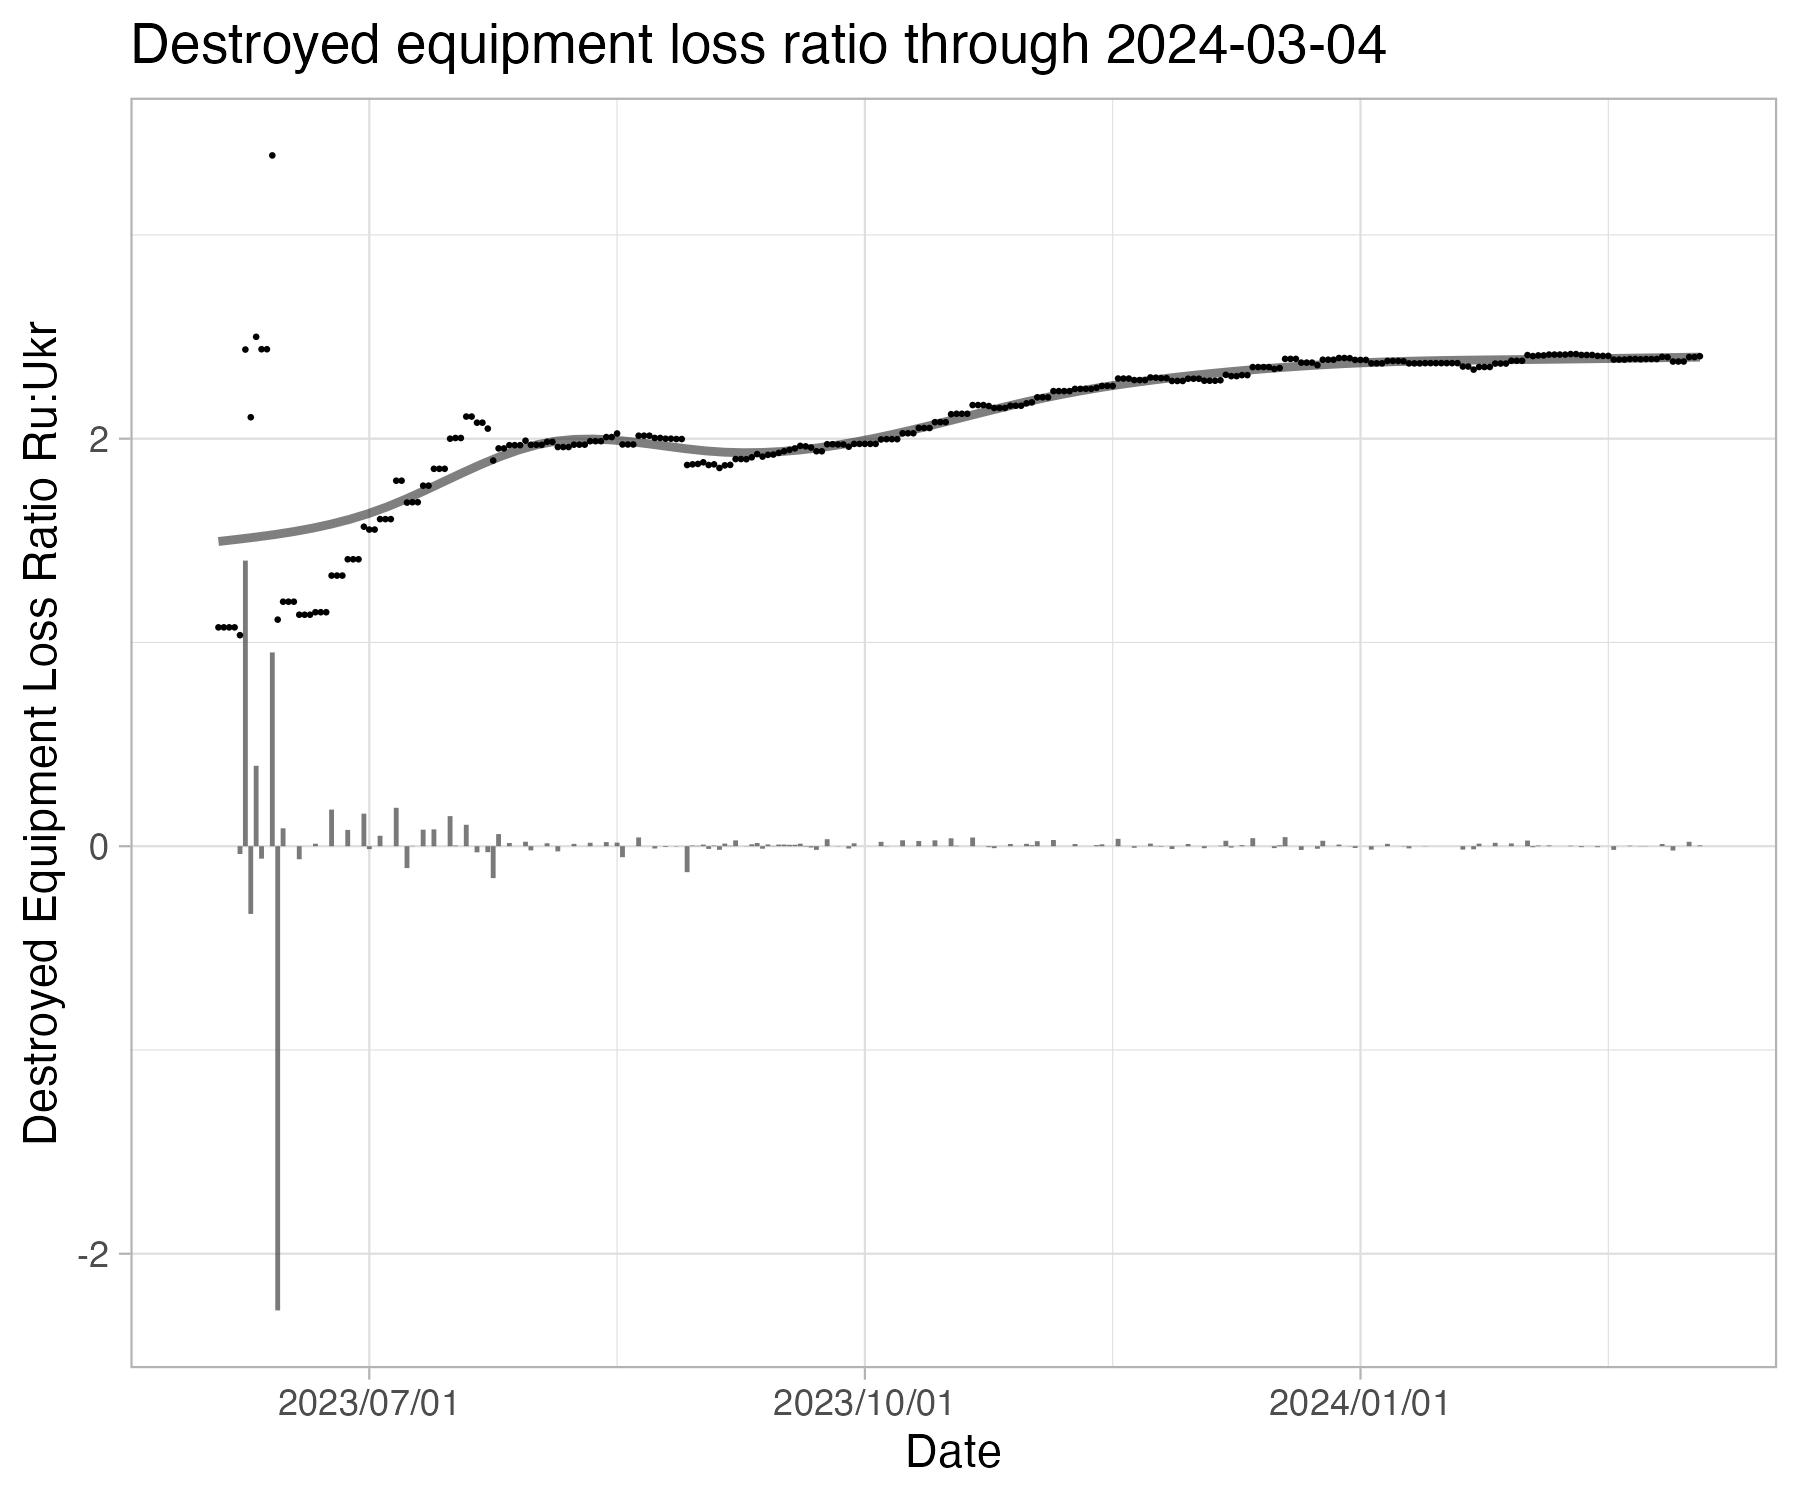 Destroyed equipment loss ratio through 2024-03-04
Destroyed Equipment Loss Ratio Ru:Ukr
2
0
-2
2023/07/01
2023/10/01
2024/01/01
Date